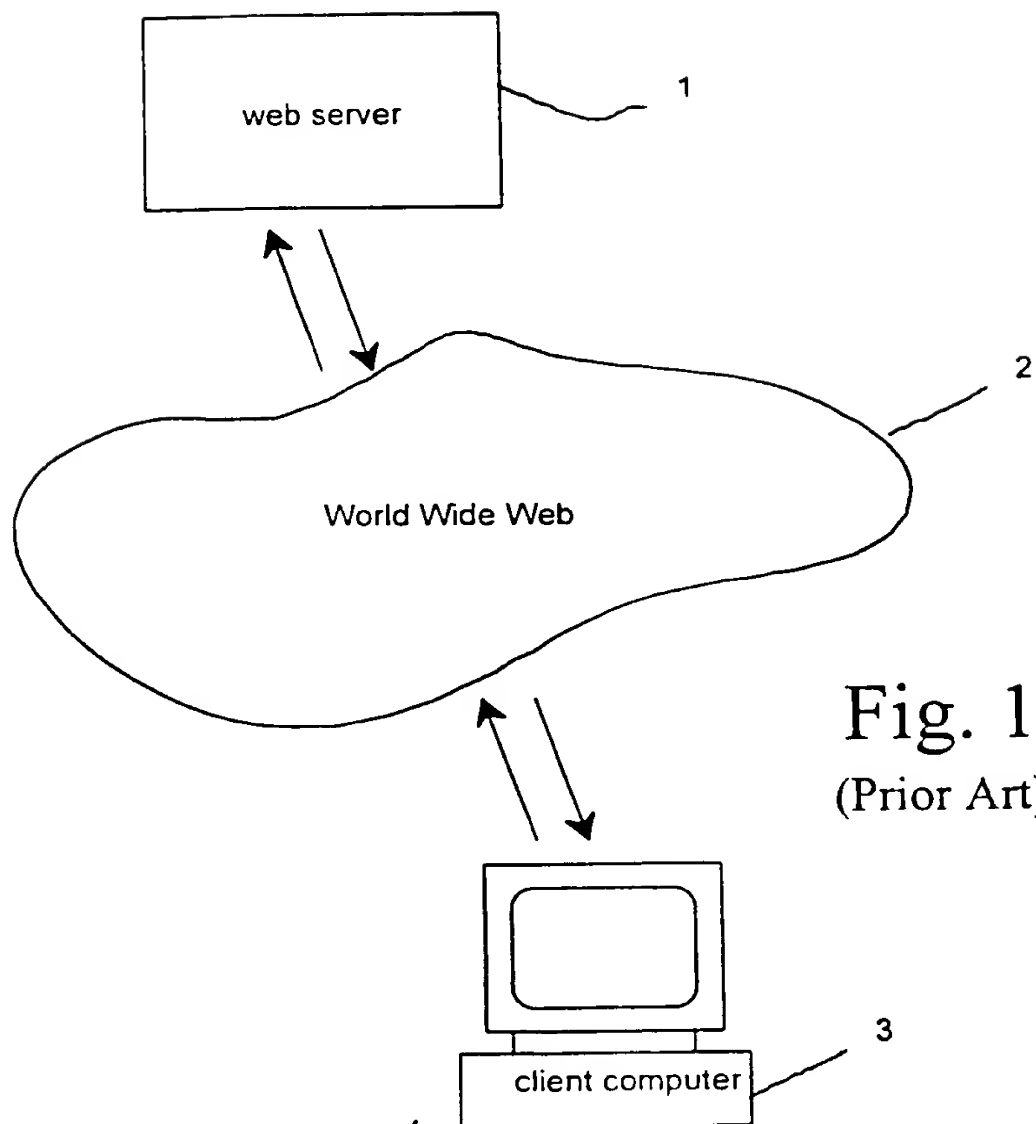 web server
1
2
World Wide Web
Fig. 1
(Prior Art)
3
client computer